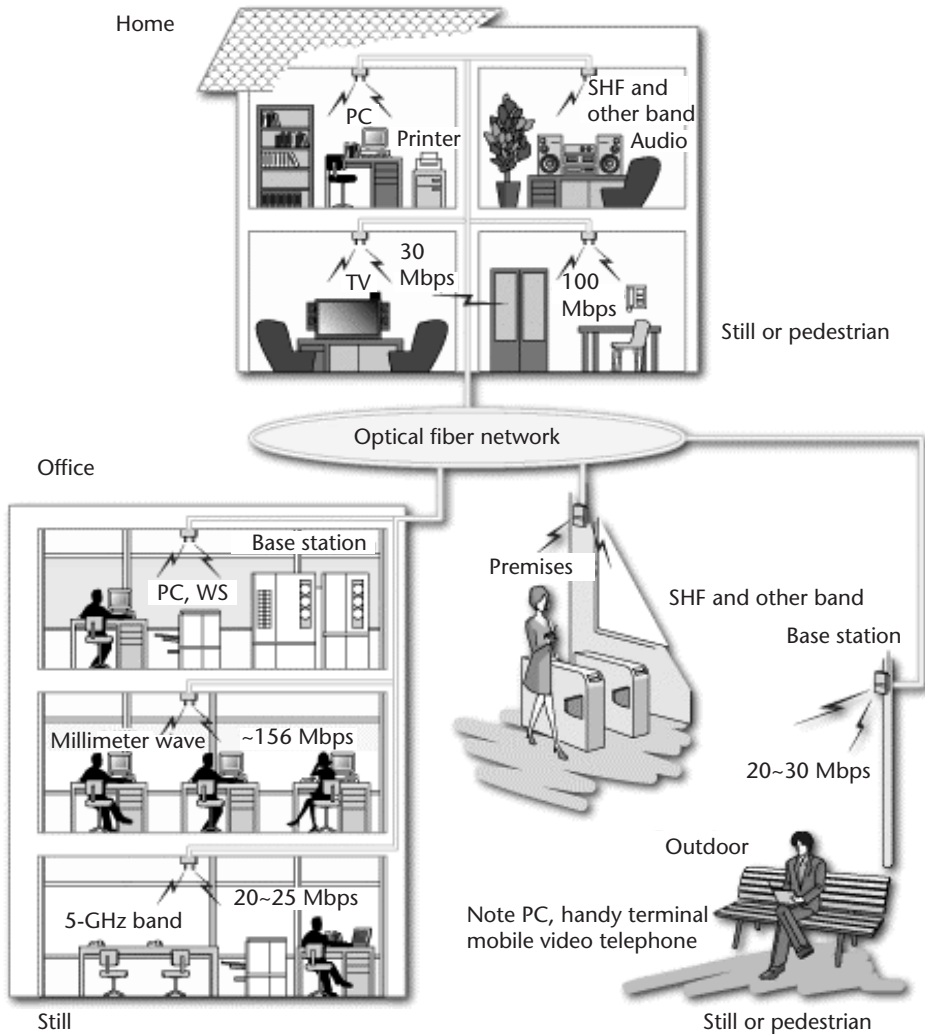 Home
SHF and
other band
Audio
PC
Printer
30
Mbps
TV
100
Mbps
Still or pedestrian
Optical fiber network
Office
Base station
PC, WS
Premises
SHF and other band
Base station
Millimeter wave
~156 Mbps
20~30 Mbps
Outdoor
20~25 Mbps
5-GHz band
Note PC, handy terminal
mobile video telephone
Still
Still or pedestrian